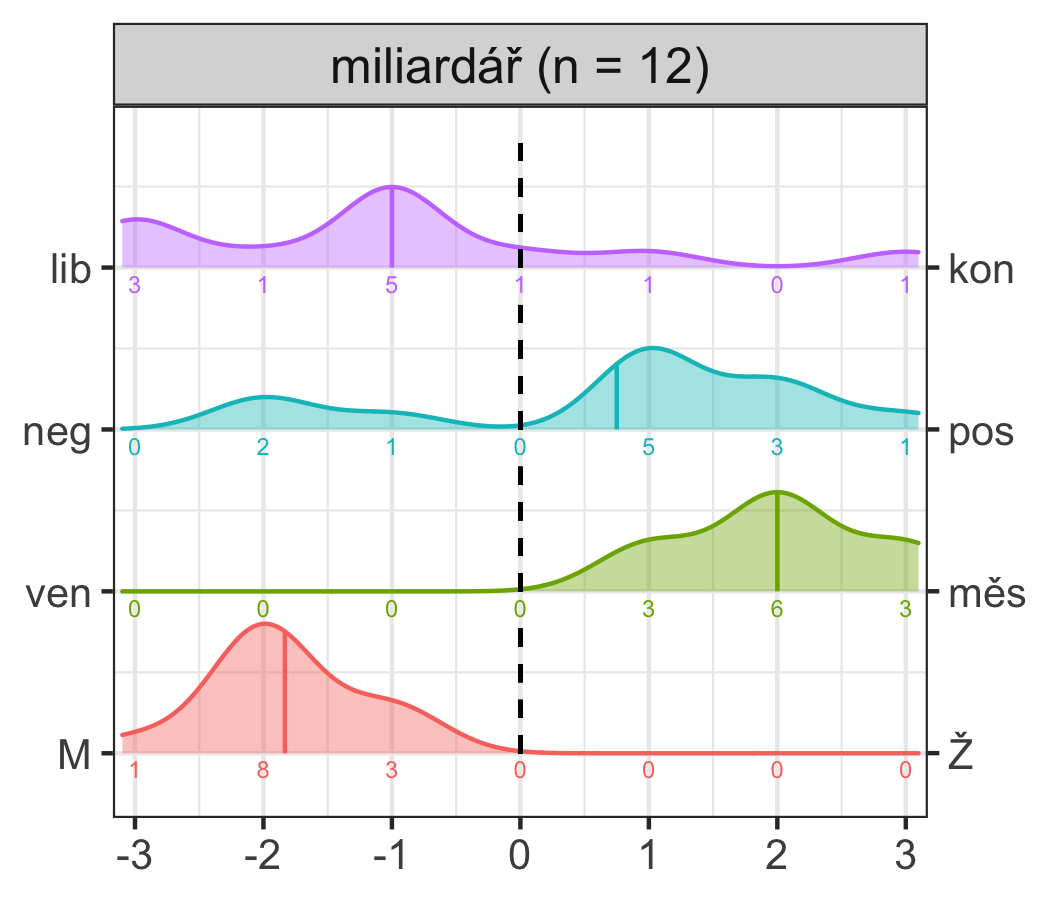 miliardář (n = 12)
lib kon
3 1 5 1 1 0 1
neg pos
0 2 1 0 5 3 1
ven měs
0 0 0 0 3 6 3
M Ž
1 8 3 0 0 0 0
-3 -2 -1 0 1 2 3